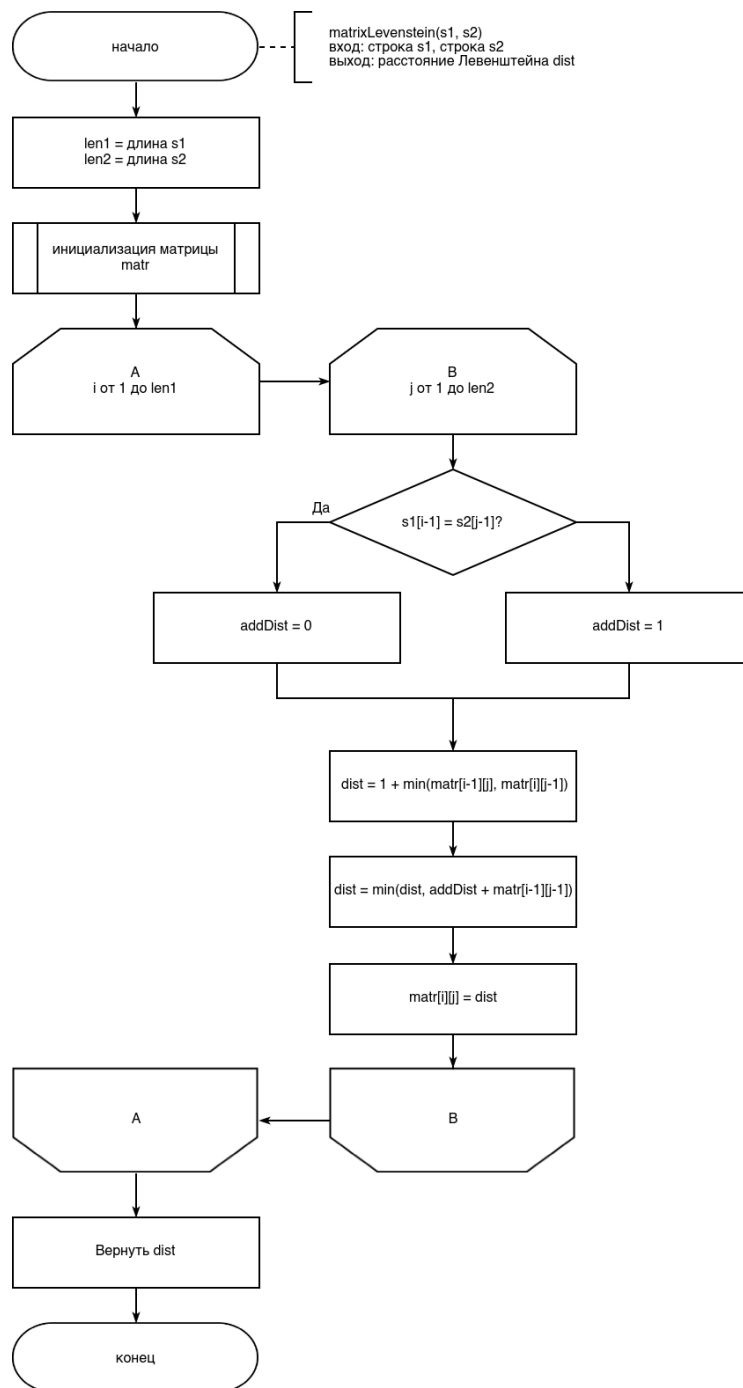 начало
matrixLevenstein(s1, s2)
вход: строка s1, строка s2
выход: расстояние Левенштейна dist
len1 = длина s1
len2 = длина s2
инициализация матрицы
matr
A
i от 1 до len1
B
j от 1 до len2
Да
s1[i-1] = s2[j-1]?
addDist = 0
addDist = 1
dist = 1 + min(matr[i-1][j], matr[i][j-1])
dist = min(dist, addDist + matr[i-1][j-1])
matr[i][j] = dist
A
B
Вернуть dist
конец